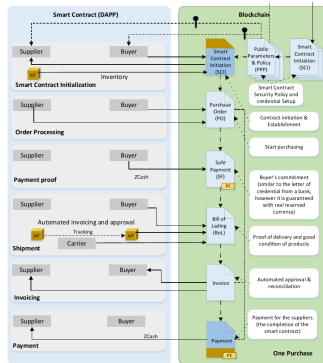 Smart Contract (DAPP)
Blockchain
Supplier
Buyer
IoT
Inventory
Smart Contract Initialization
Smart
Contract
Initiation
(SCI)
Public
Parameters
& Policy
(PPP)
Smart
Contract
Initiation
(SCI)
Smart Contract
Security Policy and
credential Setup
Supplier
Buyer
Order Processing
Purchase
Order
(PO)
Contract initiation &
Establishment
Start purchasing
Supplier
Buyer
ZCash
Payment proof
Safe
Payment
(SF)
PC
Buyer's commitment
(similar to the letter of
credential from a bank,
however it is guaranteed
with real reserved
currency)
Supplier
Buyer
Automated invoicing and approval
Tracking
IoT
IoT
Carrier
Shipment
Bill of
Lading
(BoL)
Proof of delivery and good
condition of products
Supplier
Buyer
Invoicing
Invoice
Automated approval &
reconciliation
Supplier
Buyer
ZCash
Payment
Payment
PC
Payment for the suppliers
(the completion of the
smart contract)
One Purchase